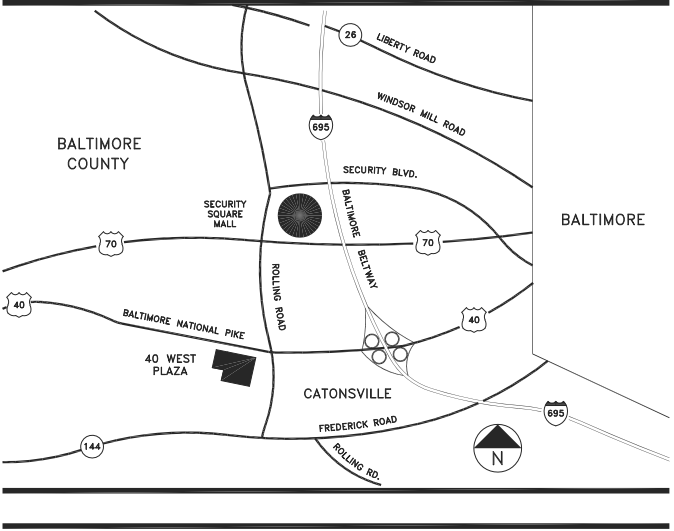 26
LIBERTY ROAD
WINDSOR MILL ROAD
695
BALTIMORE
COUNTY
SECURITY BLVD.
SECURITY
SQUARE
MALL
BALTIMORE
BELTWAY
BALTIMORE
70
70
40
ROLLING ROAD
BALTIMORE NATIONAL PIKE
40
40 WEST
PLAZA
CATONSVILLE
695
FREDERICK ROAD
144
ROLLING RD.
N